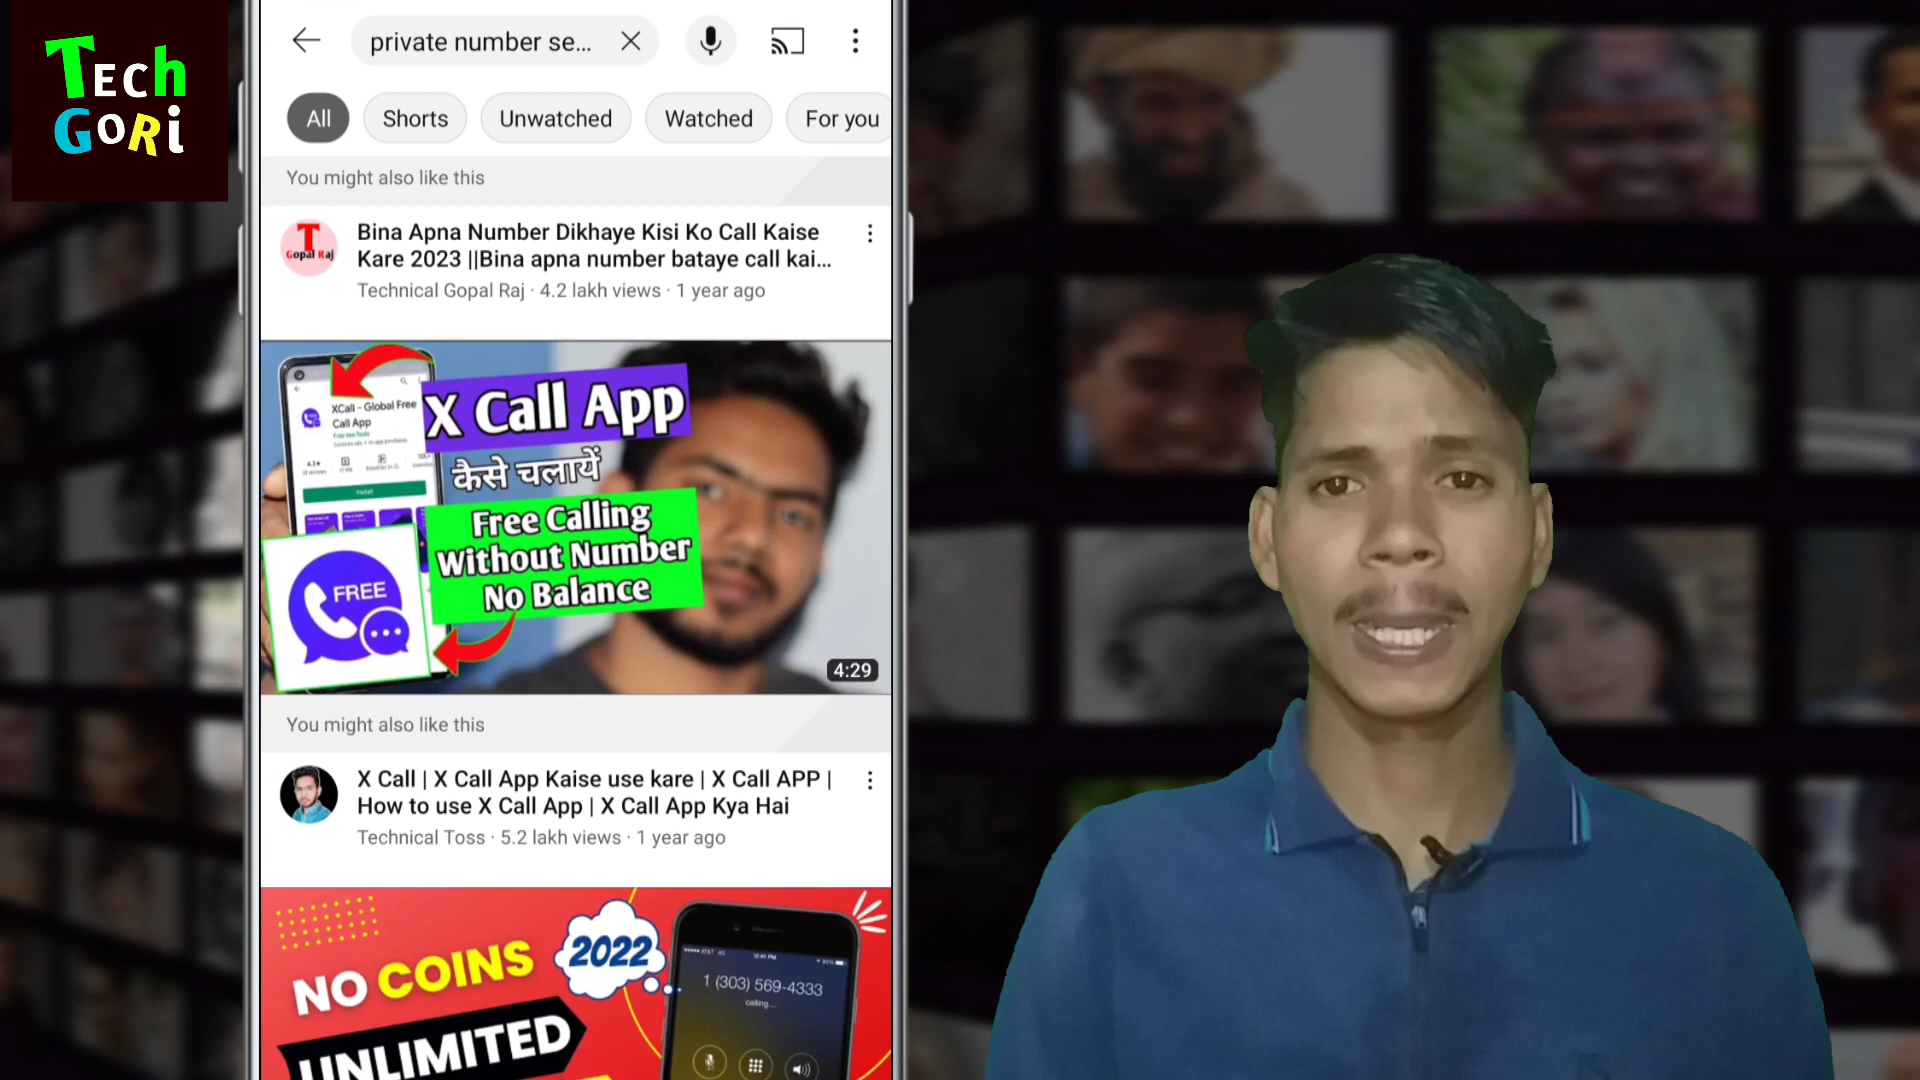 Tech
Gori
private number se...
All
Shorts
Unwatched
Watched
For you
You might also like this
T
Gopal Raj
Bina Apna Number Dikhaye Kisi Ko Call Kaise
Kare 2023 ||Bina apna number bataye call kai...
Technical Gopal Raj · 4.2 lakh views · 1 year ago
XCall - Global Free
Call App
Install
X Call App
कैसे चलायें
Free Calling
Without Number
No Balance
FREE
4:29
You might also like this
X Call | X Call App Kaise use kare | X Call APP |
How to use X Call App | X Call App Kya Hai
Technical Toss · 5.2 lakh views · 1 year ago
NO COINS
UNLIMITED
2022
1 (303) 569-4333
calling...